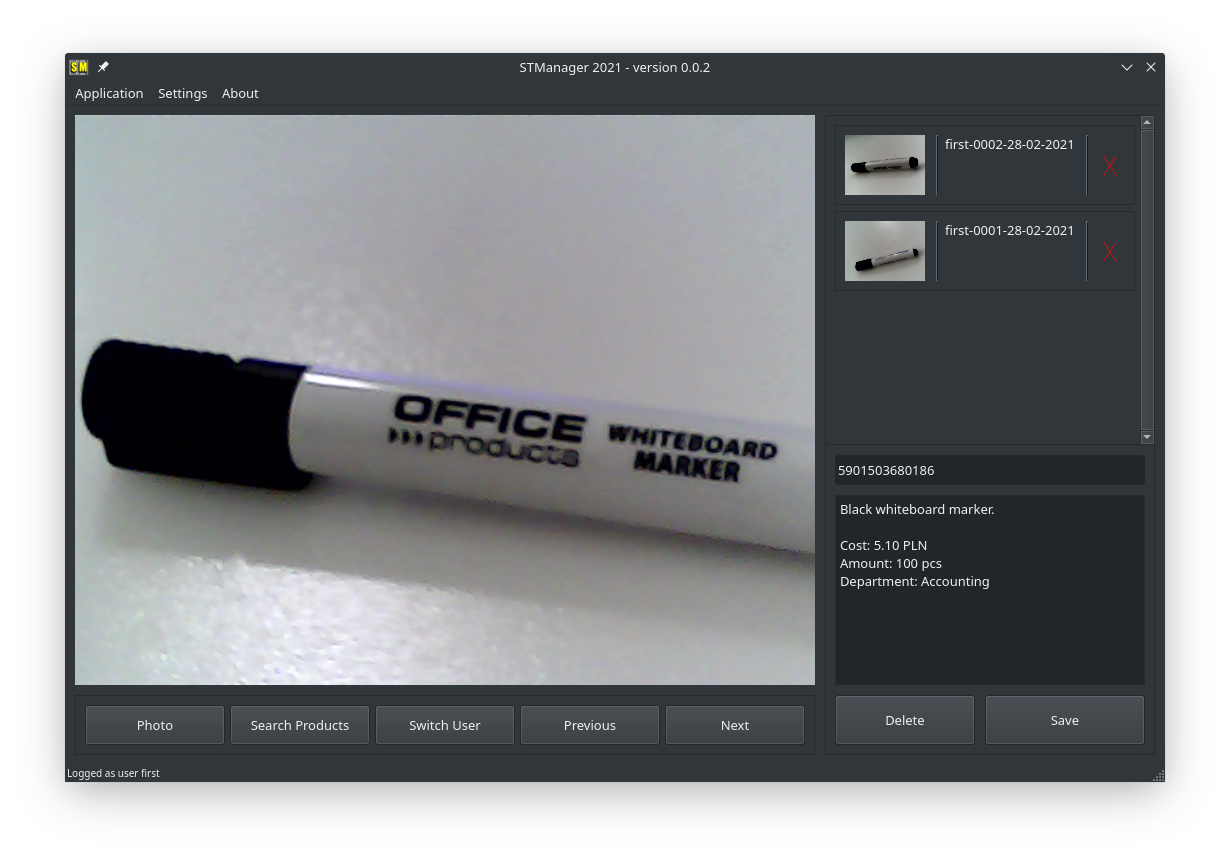 SM
STManager 2021 - version 0.0.2
Application Settings About
OFFICE
products
WHITEBOARD
MARKER
first-0002-28-02-2021
X
first-0001-28-02-2021
X
5901503680186
Black whiteboard marker.
Cost: 5.10 PLN
Amount: 100 pcs
Department: Accounting
Photo Search Products Switch User Previous Next
Delete Save
Logged as user first